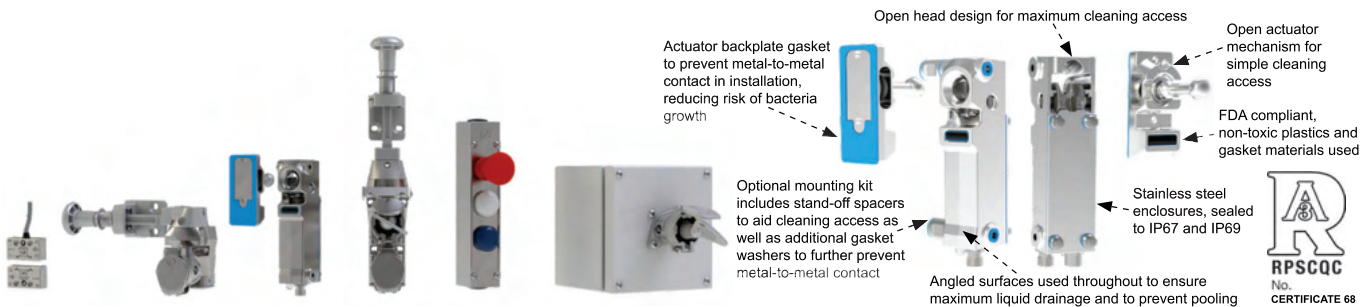 Open head design for maximum cleaning access
Actuator backplate gasket
to prevent metal-to-metal
contact in installation,
reducing risk of bacteria
growth
Open actuator
mechanism for
simple cleaning
access
FDA compliant,
non-toxic plastics and
gasket materials used
Optional mounting kit
includes stand-off spacers
to aid cleaning access as
well as additional gasket
washers to further prevent
metal-to-metal contact
Stainless steel
enclosures, sealed
to IP67 and IP69
Angled surfaces used throughout to ensure
maximum liquid drainage and to prevent pooling
R
A
3
RPSCQC
No.
CERTIFICATE 68